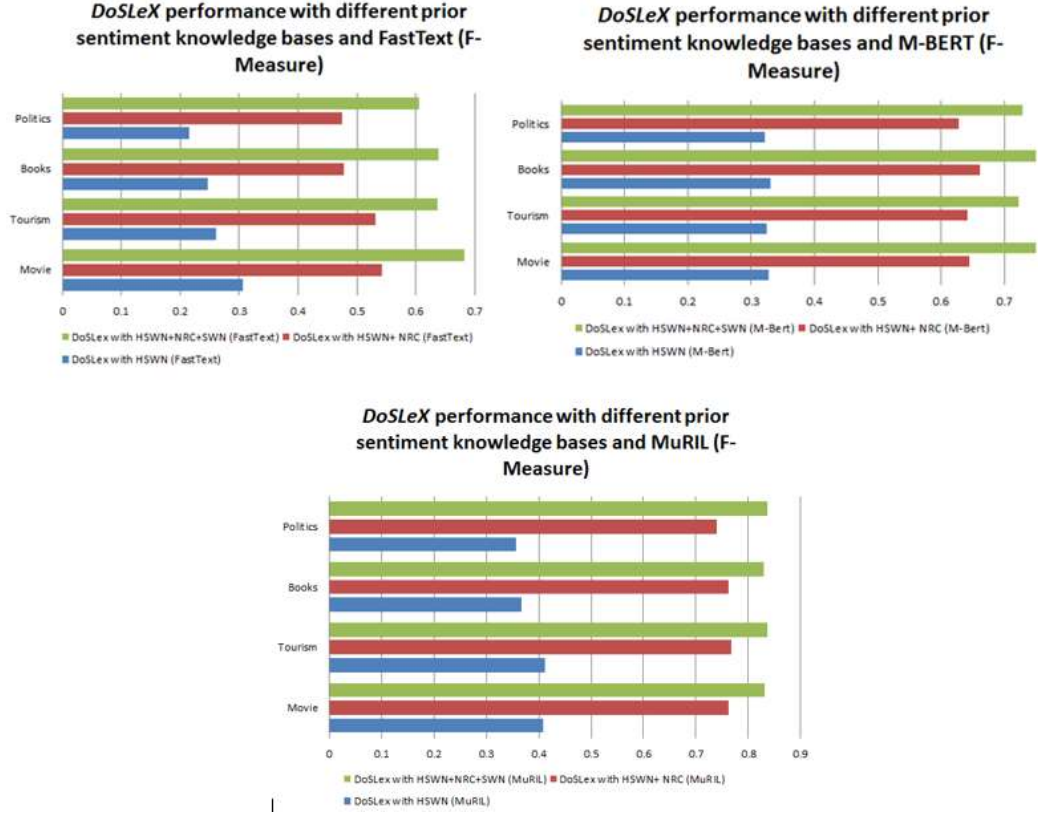 DoSLeX performance with different prior
sentiment knowledge bases and FastText (F-
Measure)
Politics
Books
Tourism
Movie
0 0.1 0.2 0.3 0.4 0.5 0.6 0.7
DoSLex with HSWN+NRC+SWN (FastText) DoSLex with HSWN+ NRC (FastText)
DoSLex with HSWN (FastText)
DoSLeX performance with different prior
sentiment knowledge bases and M-BERT (F-
Measure)
Politics
Books
Tourism
Movie
0 0.1 0.2 0.3 0.4 0.5 0.6 0.7
DoSLex with HSWN+NRC+SWN (M-Bert) DoSLex with HSWN+ NRC (M-Bert)
DoSLex with HSWN (M-Bert)
DoSLeX performance with different prior
sentiment knowledge bases and MuRIL (F-
Measure)
Politics
Books
Tourism
Movie
0 0.1 0.2 0.3 0.4 0.5 0.6 0.7 0.8 0.9
DoSLex with HSWN+NRC+SWN (MuRIL) DoSLex with HSWN+ NRC (MuRIL)
DoSLex with HSWN (MuRIL)